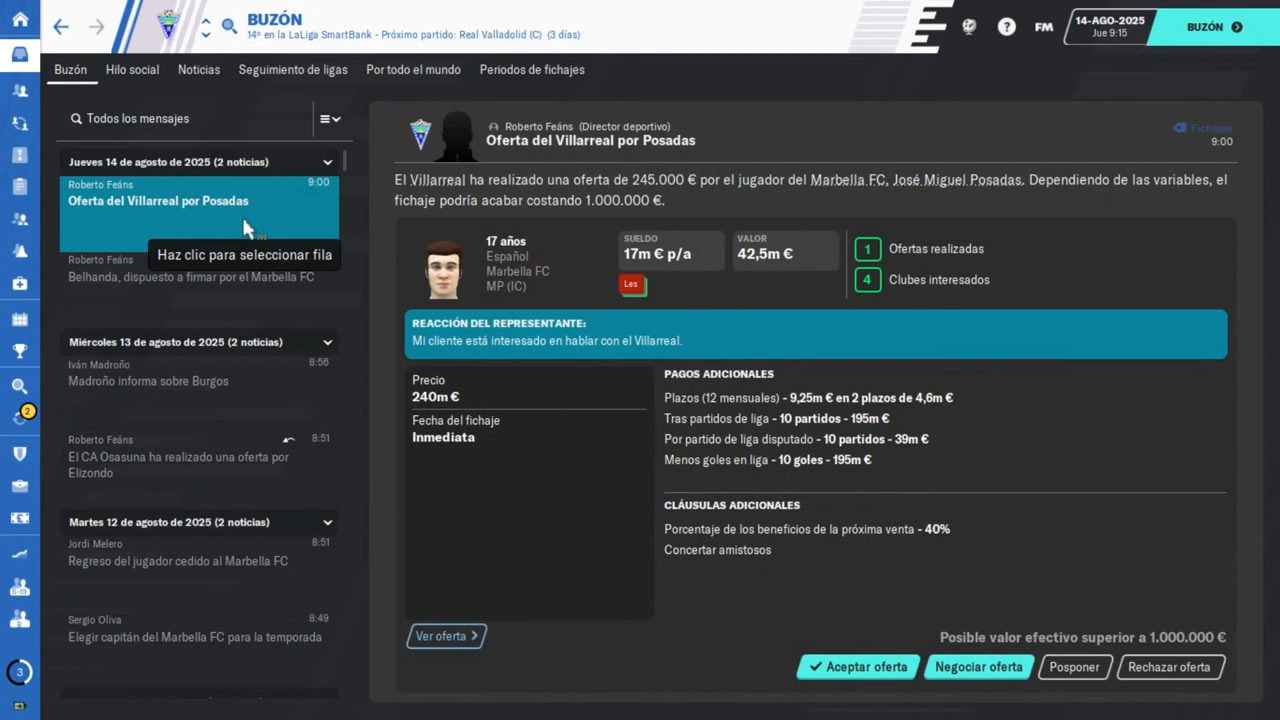 BUZÓN
14º en la LaLiga SmartBank - Próximo partido: Real Valladolid (C) (3 días)
?
FM
14-AGO-2025
Jue 9:15
BUZÓN
Buzón
Hilo social
Noticias
Seguimiento de ligas
Por todo el mundo
Periodos de fichajes
Todos los mensajes
Jueves 14 de agosto de 2025 (2 noticias)
Roberto Feáns
9:00
Oferta del Villarreal por Posadas
Haz clic para seleccionar fila
Roberto Feáns
Belhanda, dispuesto a firmar por el Marbella FC
Miércoles 13 de agosto de 2025 (2 noticias)
Iván Madroño
8:56
Madroño informa sobre Burgos
Roberto Feáns
8:51
El CA Osasuna ha realizado una oferta por
Elizondo
Martes 12 de agosto de 2025 (2 noticias)
Jordi Melero
8:51
Regreso del jugador cedido al Marbella FC
Sergio Oliva
8:49
Elegir capitán del Marbella FC para la temporada
2
3
Roberto Feáns (Director deportivo)
Oferta del Villarreal por Posadas
Fichajes
9:00
El Villarreal ha realizado una oferta de 245.000 € por el jugador del Marbella FC, José Miguel Posadas. Dependiendo de las variables, el
fichaje podría acabar costando 1.000.000 €.
17 años
Español
Marbella FC
MP (IC)
SUELDO
17m € p/a
Les
VALOR
42,5m €
1 Ofertas realizadas
4 Clubes interesados
REACCIÓN DEL REPRESENTANTE:
Mi cliente está interesado en hablar con el Villarreal.
Precio
240m €
Fecha del fichaje
Inmediata
PAGOS ADICIONALES
Plazos (12 mensuales) - 9,25m € en 2 plazos de 4,6m €
Tras partidos de liga - 10 partidos - 195m €
Por partido de liga disputado - 10 partidos - 39m €
Menos goles en liga - 10 goles - 195m €
CLÁUSULAS ADICIONALES
Porcentaje de los beneficios de la próxima venta - 40%
Concertar amistosos
Ver oferta
Posible valor efectivo superior a 1.000.000 €
Aceptar oferta
Negociar oferta
Posponer
Rechazar oferta